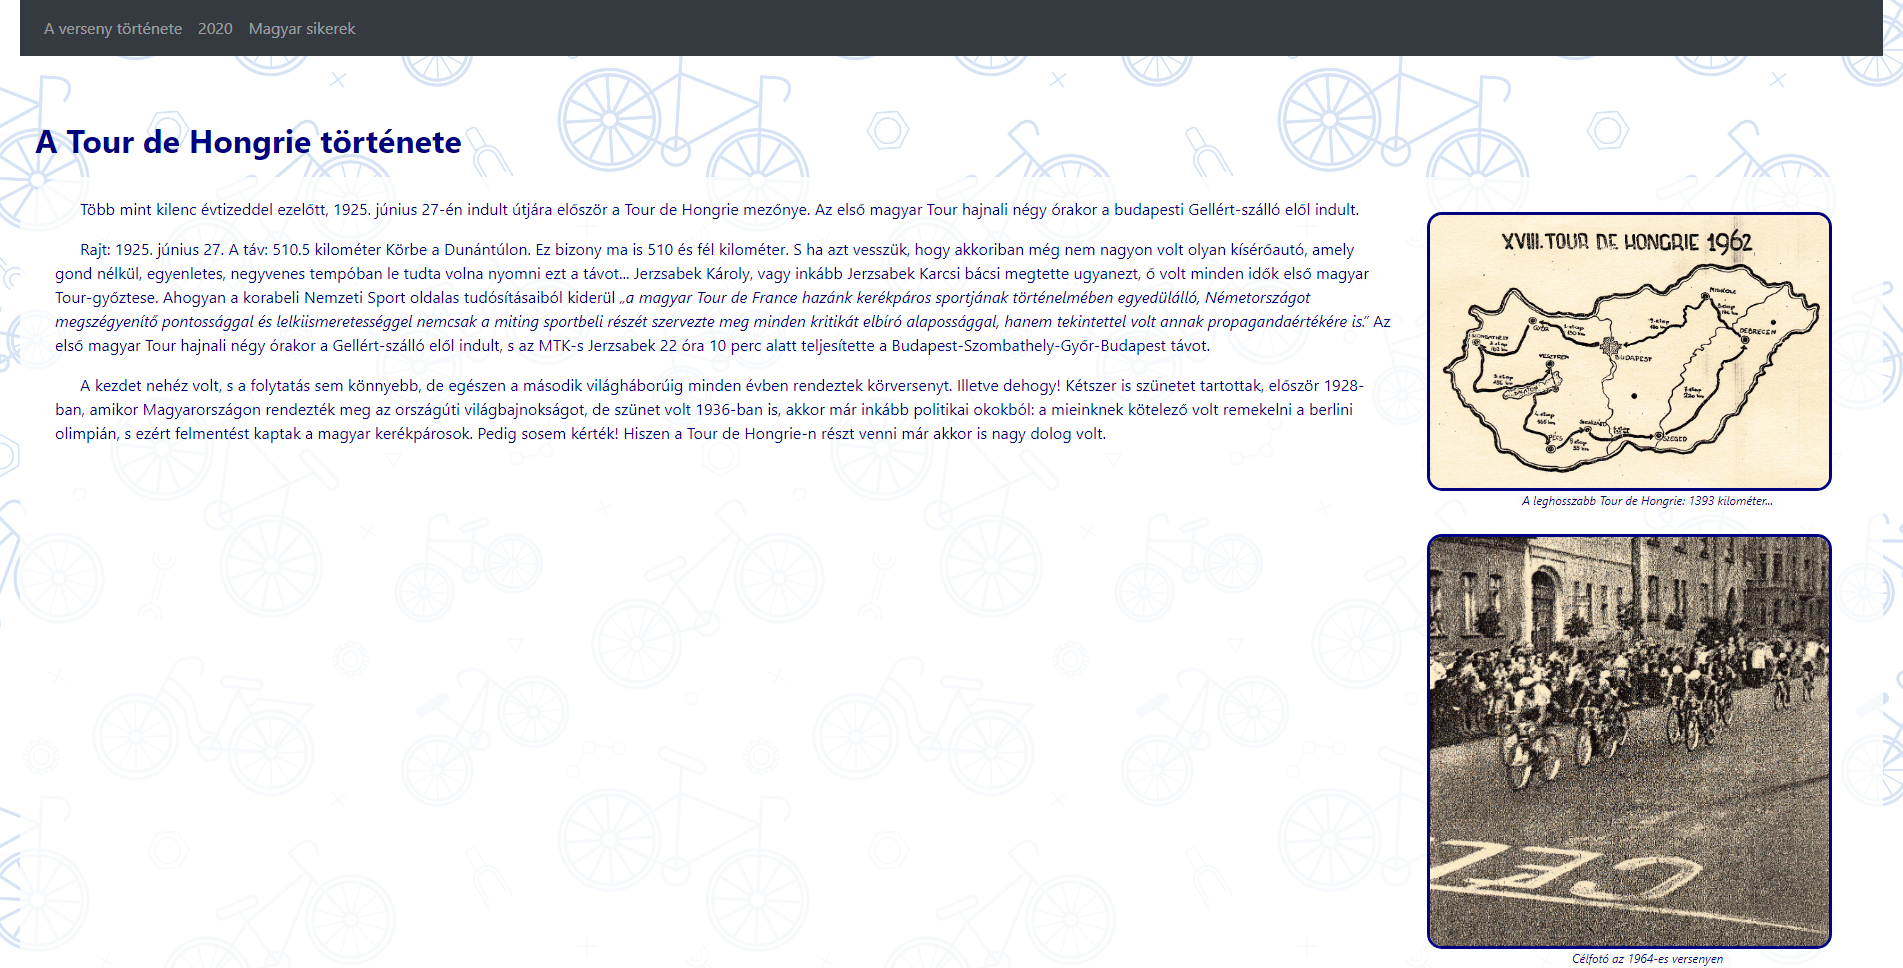 A verseny története 2020 Magyar sikerek
A Tour de Hongrie története
Több mint kilenc évtizeddel ezelőtt, 1925. június 27-én indult útjára először a Tour de Hongrie mezőnye. Az első magyar Tour hajnali négy órakor a budapesti Gellért-szálló elől indult.
Rajt: 1925. június 27. A táv: 510.5 kilométer Körbe a Dunántúlon. Ez bizony ma is 510 és fél kilométer. S ha azt vesszük, hogy akkoriban még nem nagyon volt olyan kísérőautó, amely
gond nélkül, egyenletes, negyvenes tempóban le tudta volna nyomni ezt a távot... Jerzsabek Károly, vagy inkább Jerzsabek Karcsi bácsi megtette ugyanezt, ő volt minden idők első magyar
Tour-győztese. Ahogyan a korabeli Nemzeti Sport oldalas tudósításaiból kiderül „a magyar Tour de France hazánk kerékpáros sportjának történelmében egyedülálló, Németországot
megszégyenítő pontossággal és lelkiismeretességgel nemcsak a miting sportbeli részét szervezte meg minden kritikát elbíró alapossággal, hanem tekintettel volt annak propagandaértékére is.” Az
első magyar Tour hajnali négy órakor a Gellért-szálló elől indult, s az MTK-s Jerzsabek 22 óra 10 perc alatt teljesítette a Budapest-Szombathely-Győr-Budapest távot.
A kezdet nehéz volt, s a folytatás sem könnyebb, de egészen a második világháborúig minden évben rendeztek körversenyt. Illetve dehogy! Kétszer is szünetet tartottak, először 1928-
ban, amikor Magyarországon rendezték meg az országúti világbajnokságot, de szünet volt 1936-ban is, akkor már inkább politikai okokból: a mieinknek kötelező volt remekelni a berlini
olimpián, s ezért felmentést kaptak a magyar kerékpárosok. Pedig sosem kérték! Hiszen a Tour de Hongrie-n részt venni már akkor is nagy dolog volt.
XVIII. TOUR DE HONGRIE 1962
MISKOLC
DEBRECEN
GYŐR
BUDAPEST
VESZPRÉM
PÉCS
SZEGED
A leghosszabb Tour de Hongrie: 1393 kilométer...
CÉL
Célfotó az 1964-es versenyen